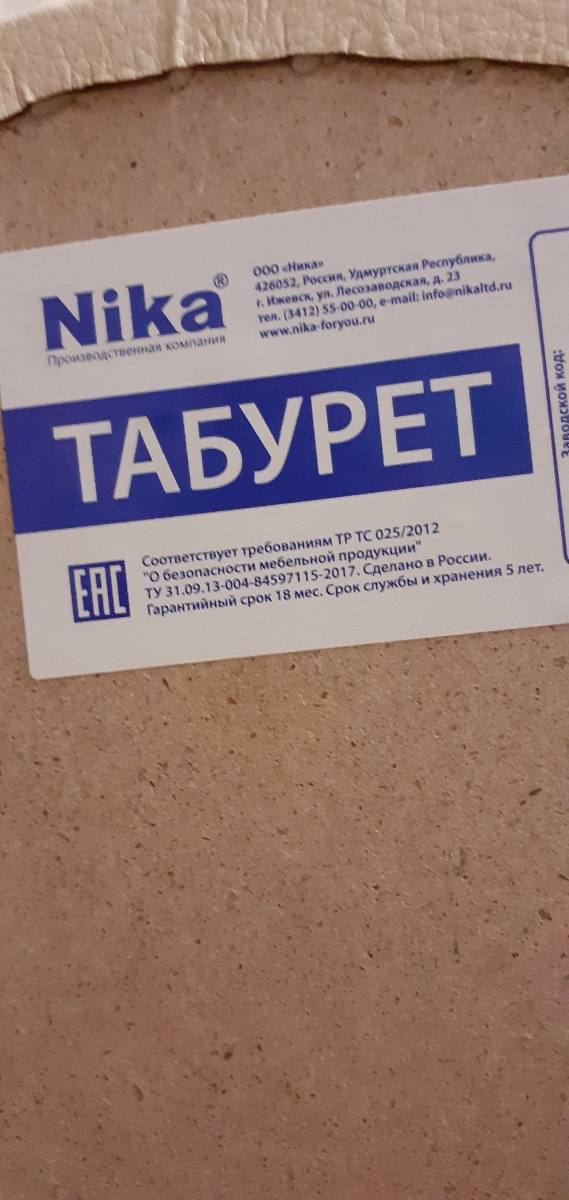 Nika®
Производственная компания
ООО «Ника»
426052, Россия, Удмуртская Республика,
г. Ижевск, ул. Лесозаводская, д. 23
тел. (3412) 55-00-00, e-mail: info@nikaltd.ru
www.nika-foryou.ru
ТАБУРЕТ
EAC
Соответствует требованиям ТР ТС 025/2012
"О безопасности мебельной продукции"
ТУ 31.09.13-004-84597115-2017. Сделано в России.
Гарантийный срок 18 мес. Срок службы и хранения 5 лет.
Заводской код: